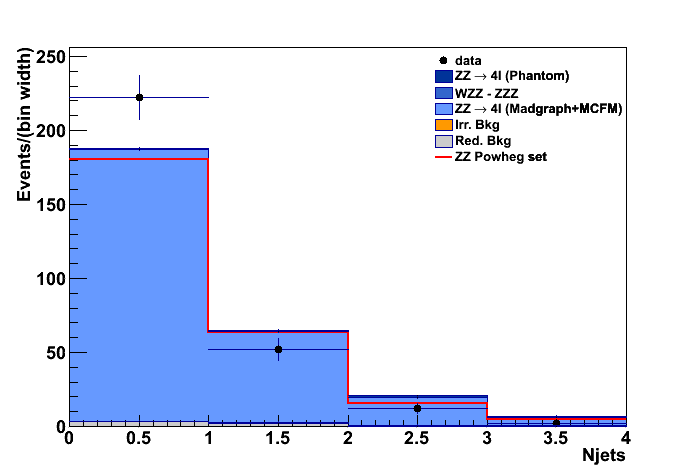 Events/(bin width)
250
200
150
100
50
0
data
ZZ → 4l (Phantom)
WZZ - ZZZ
ZZ → 4l (Madgraph+MCFM)
Irr. Bkg
Red. Bkg
ZZ Powheg set
0 0.5 1 1.5 2 2.5 3 3.5 4
Njets